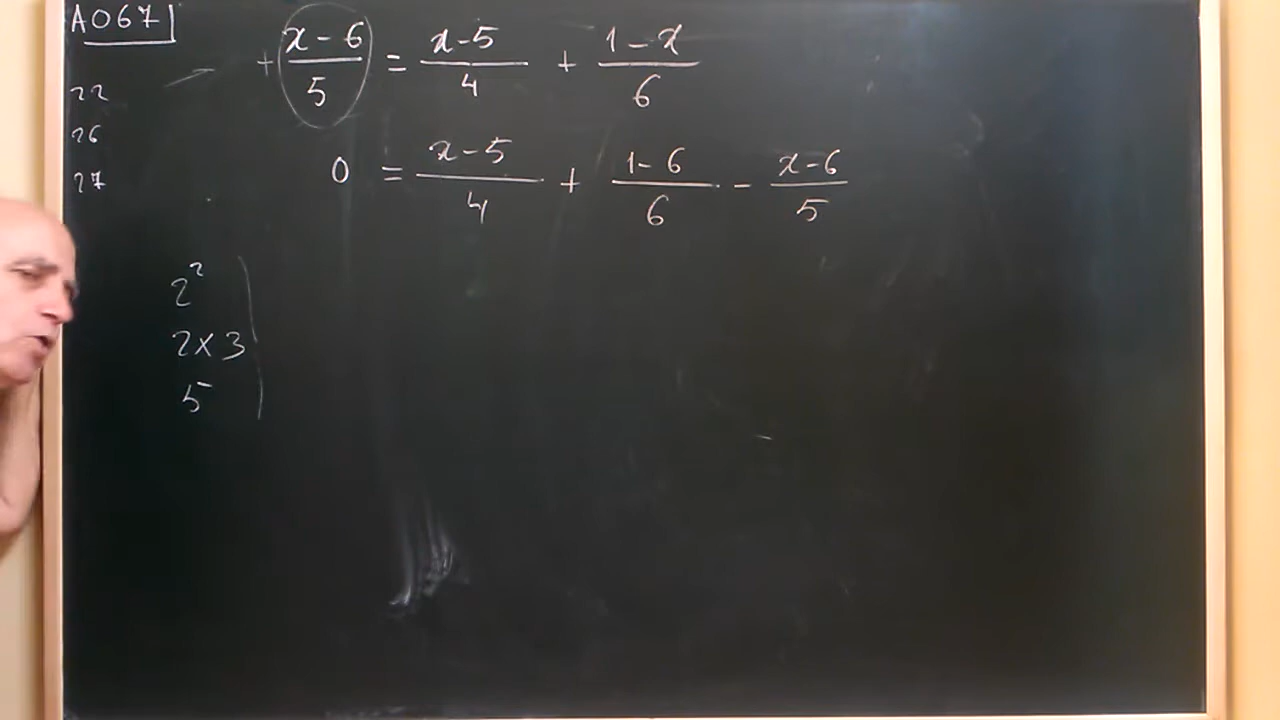 A067
+ (x-6)/5 = (x-5)/4 + (1-x)/6
22
26
27
0 = (x-5)/4 + (1-6)/6 - (x-6)/5
2²
2×3
5